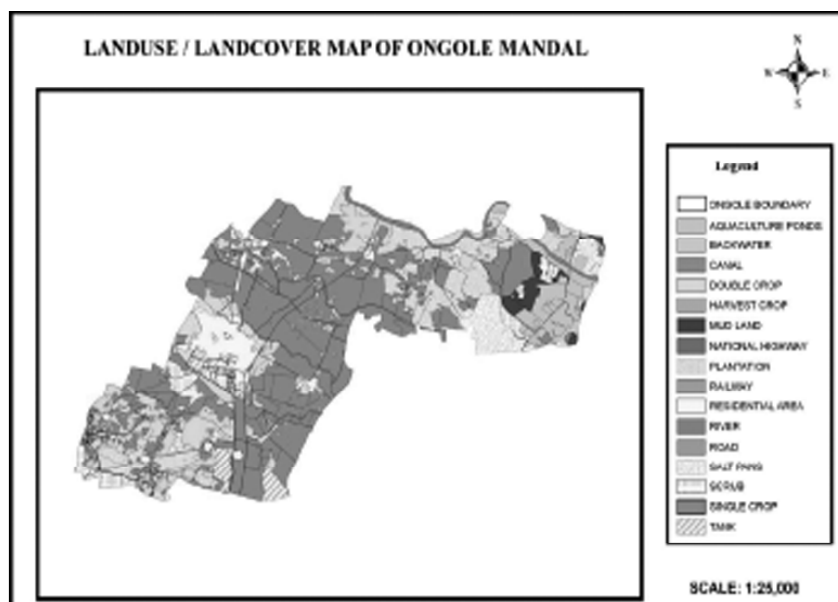 LANDUSE / LANDCOVER MAP OF ONGOLE MANDAL
N
W E
S
Legend
ONGOLE BOUNDARY
AQUACULTURE PONDS
BACKWATER
CANAL
DOUBLE CROP
HARVEST CROP
MUD LAND
NATIONAL HIGHWAY
PLANTATION
RAILWAY
RESIDENTIAL AREA
RIVER
ROAD
SALT PANS
SCRUB
SINGLE CROP
TANK
SCALE: 1:25,000